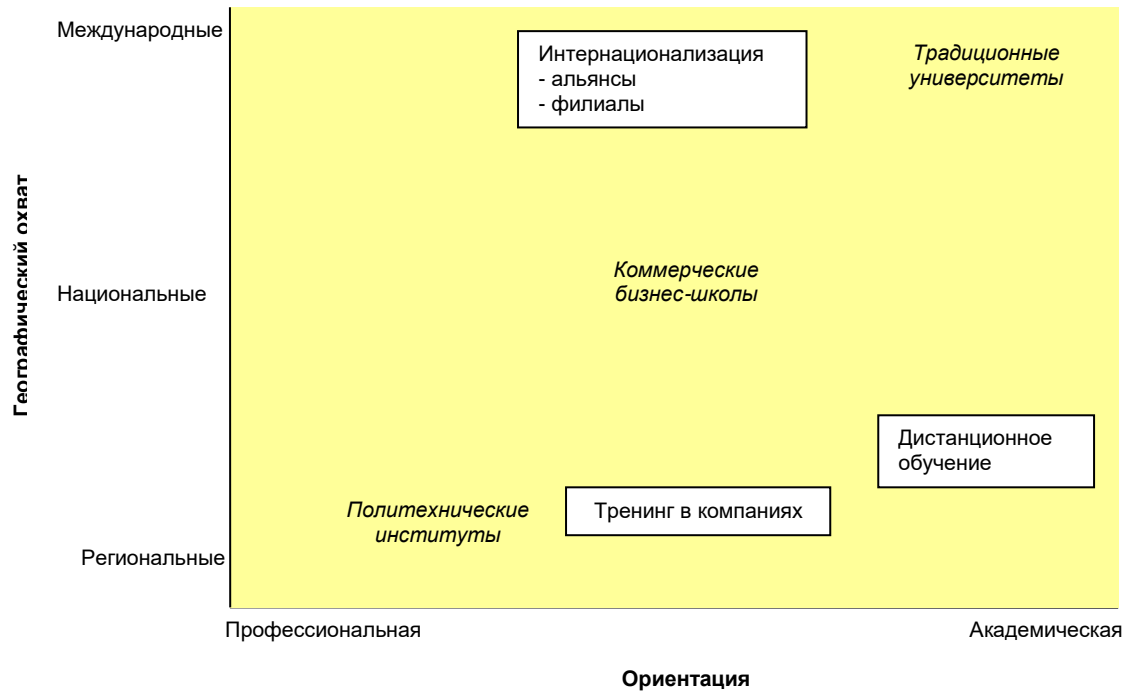 Международные
Интернационализация
- альянсы
- филиалы
Традиционные
университеты
Географический охват
Национальные
Коммерческие
бизнес-школы
Дистанционное
обучение
Политехнические
институты
Тренинг в компаниях
Региональные
Профессиональная
Академическая
Ориентация